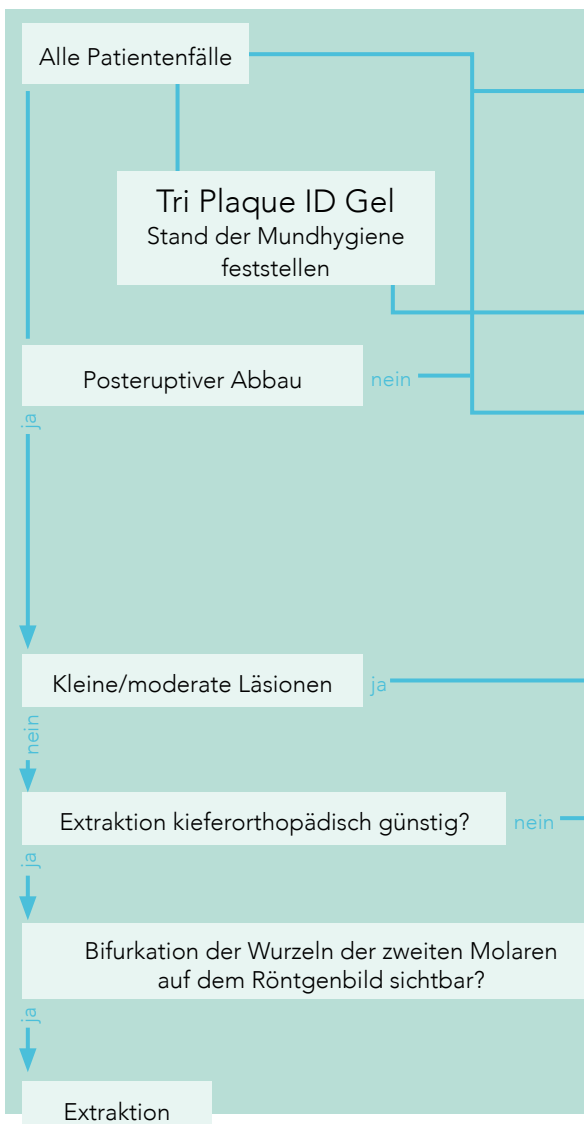 Alle Patientenfälle
Tri Plaque ID Gel
Stand der Mundhygiene
feststellen
Posteruptiver Abbau
nein
ja
Kleine/moderate Läsionen
ja
nein
Extraktion kieferorthopädisch günstig?
nein
ja
Bifurkation der Wurzeln der zweiten Molaren
auf dem Röntgenbild sichtbar?
ja
Extraktion